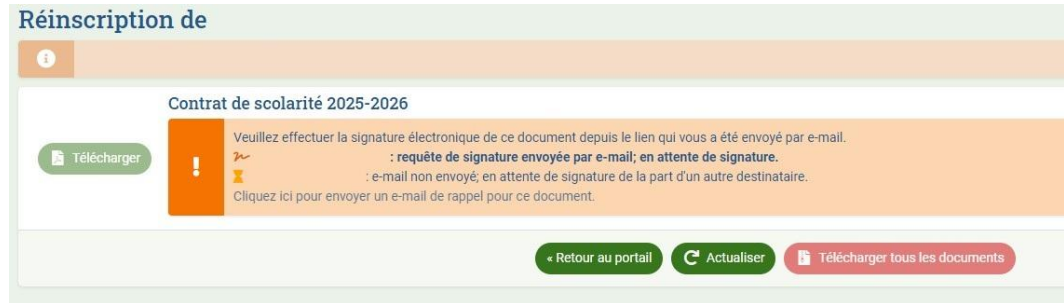 Réinscription de
Contrat de scolarité 2025-2026
Télécharger
Veuillez effectuer la signature électronique de ce document depuis le lien qui vous a été envoyé par e-mail.
: requête de signature envoyée par e-mail; en attente de signature.
: e-mail non envoyé; en attente de signature de la part d'un autre destinataire.
Cliquez ici pour envoyer un e-mail de rappel pour ce document.
« Retour au portail Actualiser Télécharger tous les documents